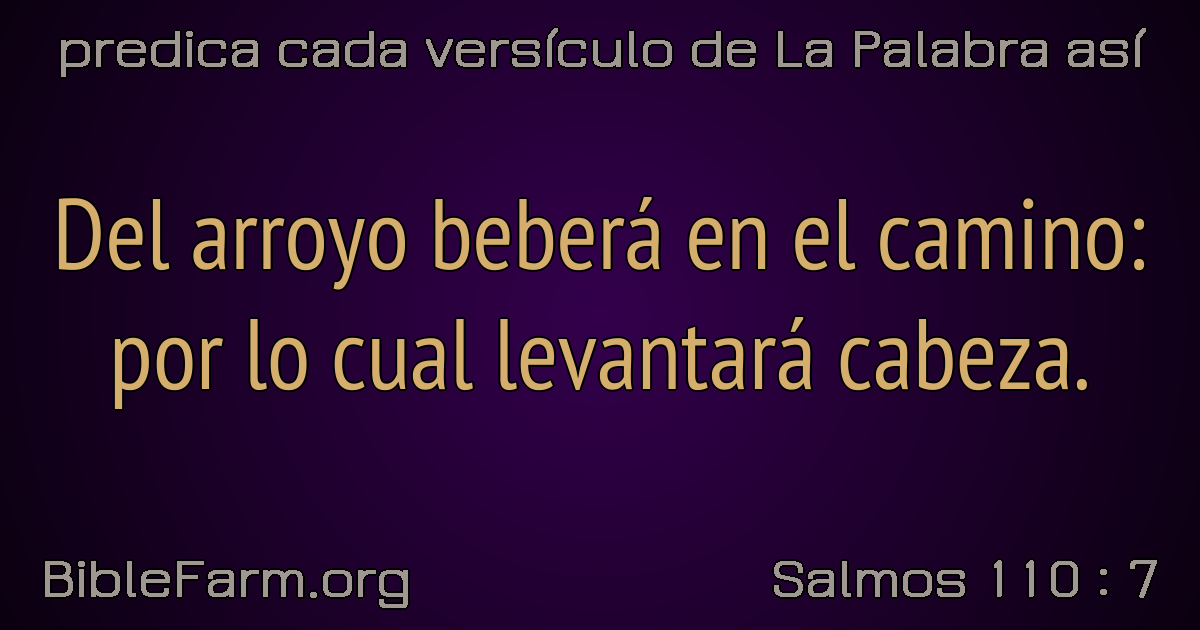 predica cada versículo de La Palabra así
Del arroyo beberá en el camino:
por lo cual levantará cabeza.
BibleFarm.org
Salmos 110 : 7